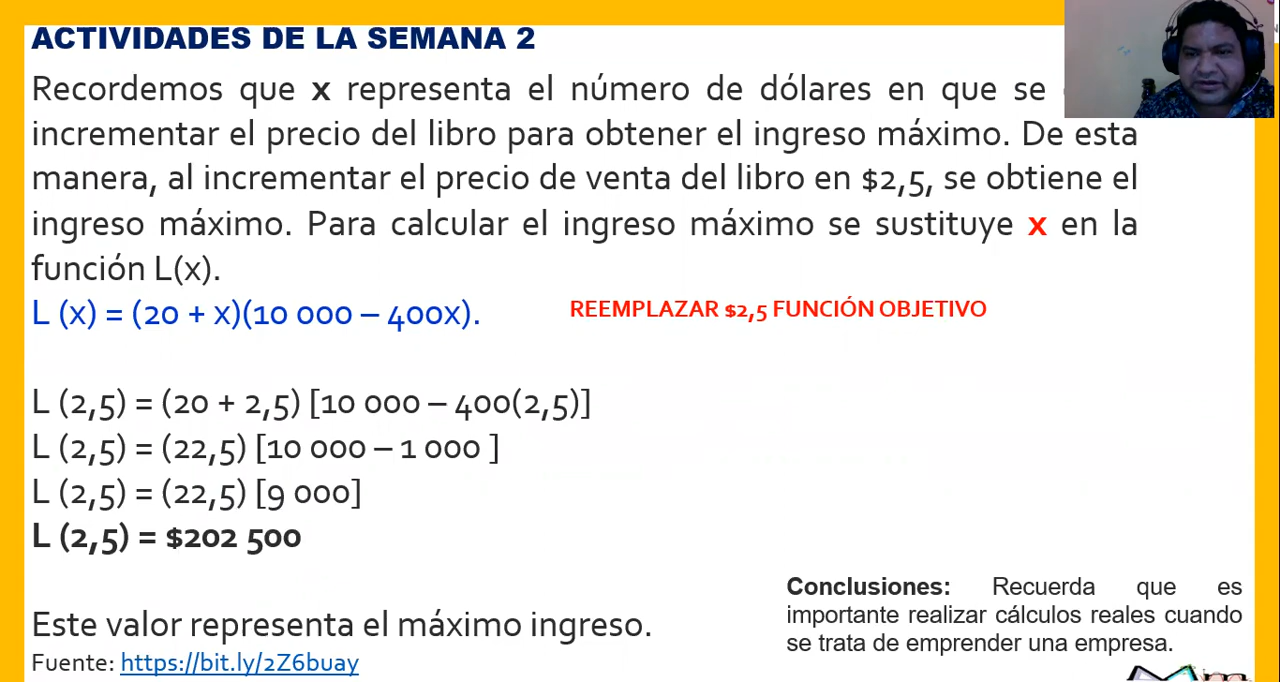 ACTIVIDADES DE LA SEMANA 2
Recordemos que x representa el número de dólares en que se
incrementar el precio del libro para obtener el ingreso máximo. De esta
manera, al incrementar el precio de venta del libro en $2,5, se obtiene el
ingreso máximo. Para calcular el ingreso máximo se sustituye x en la
función L(x).
L (x) = (20 + x)(10 000 – 400x).
REEMPLAZAR $2,5 FUNCIÓN OBJETIVO
L (2,5) = (20 + 2,5) [10 000 – 400(2,5)]
L (2,5) = (22,5) [10 000 – 1 000 ]
L (2,5) = (22,5) [9 000]
L (2,5) = $202 500
Este valor representa el máximo ingreso.
Fuente: https://bit.ly/2Z6buay
Conclusiones: Recuerda que es
importante realizar cálculos reales cuando
se trata de emprender una empresa.